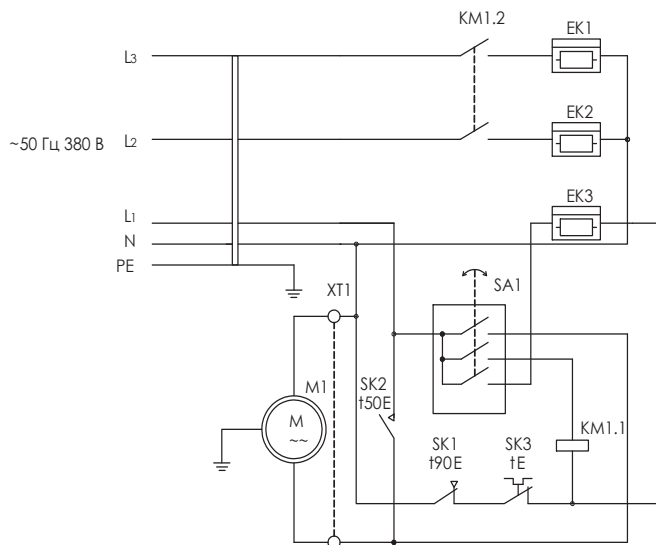 KM1.2
EK1
L3
EK2
~50 Гц 380 В
L2
EK3
L1
N
PE
XT1
SA1
M1
SK2
t50E
M
~~
SK1
t90E
SK3
tE
KM1.1